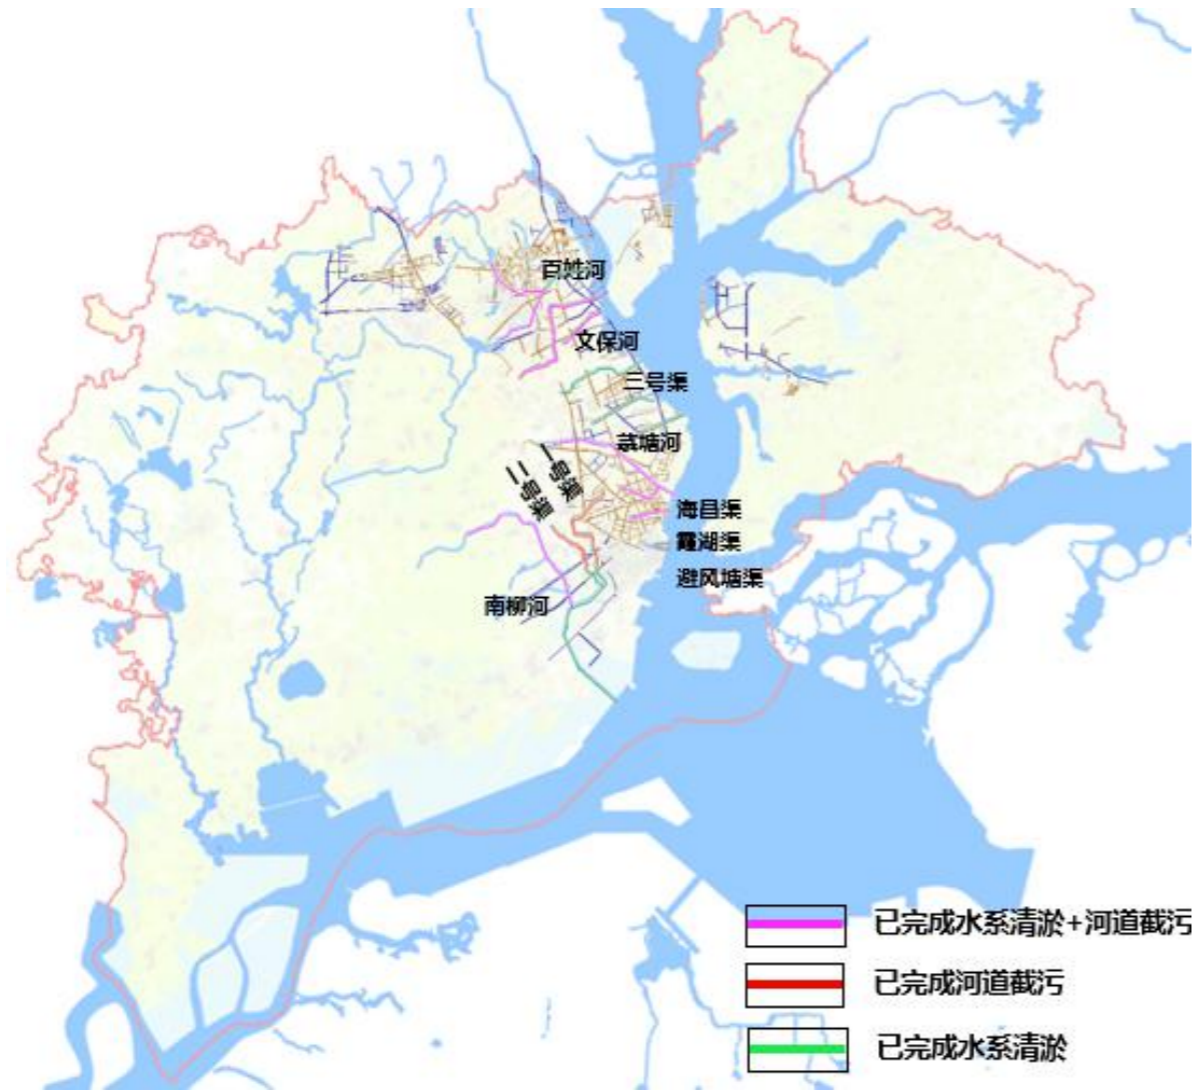 百姓河
文保河
三号渠
菉塘河
一号渠
二号渠
海昌渠
霞湖渠
避风塘渠
南柳河
已完成水系清淤+河道截污
已完成河道截污
已完成水系清淤